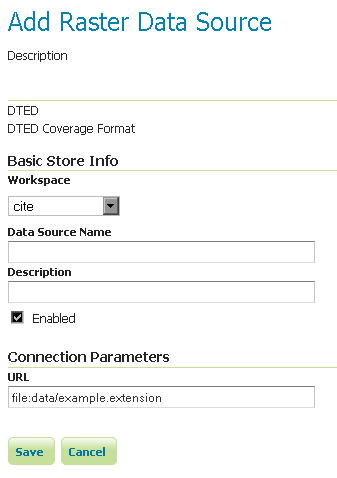 Add Raster Data Source
Description
DTED
DTED Coverage Format
Basic Store Info
Workspace
cite
Data Source Name
Description
Enabled
Connection Parameters
URL
file:data/example.extension
Save Cancel